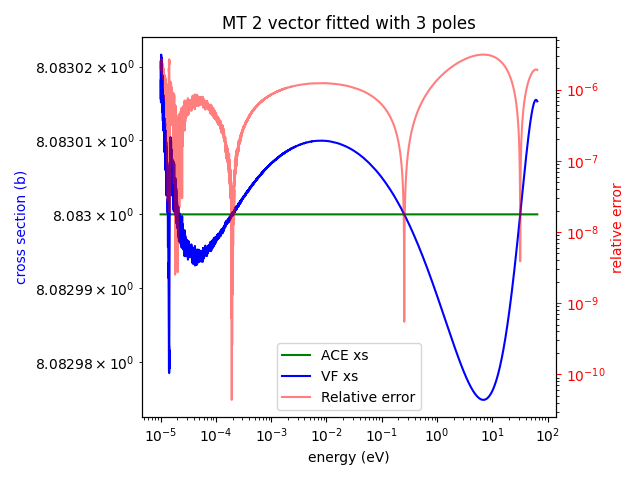 MT 2 vector fitted with 3 poles
cross section (b)
8.08302 × 10⁰
8.08301 × 10⁰
8.083 × 10⁰
8.08299 × 10⁰
8.08298 × 10⁰
10⁻⁶
10⁻⁷
10⁻⁸
10⁻⁹
10⁻¹⁰
relative error
ACE xs
VF xs
Relative error
10⁻⁵ 10⁻⁴ 10⁻³ 10⁻² 10⁻¹ 10⁰ 10¹ 10²
energy (eV)